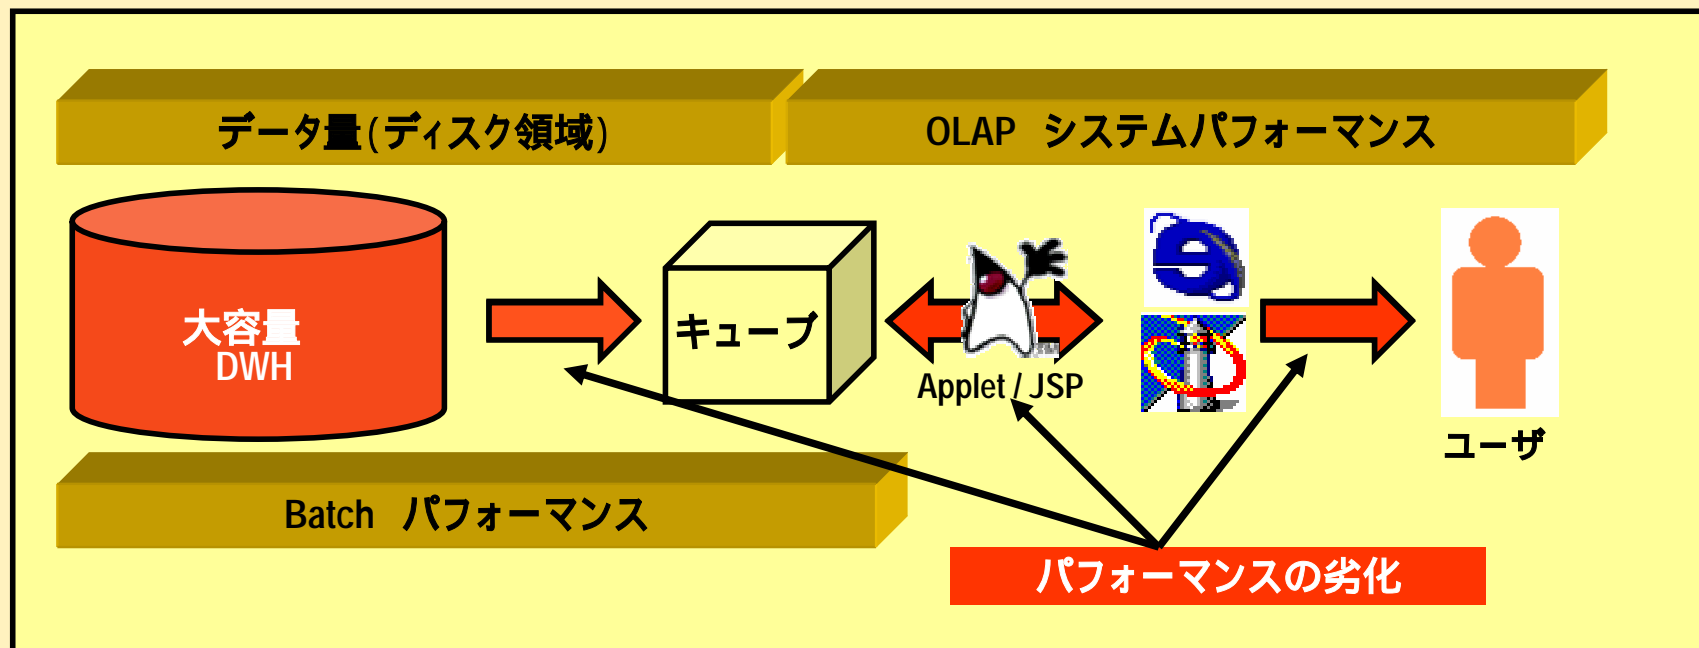 データ量(ディスク領域)
OLAP システムパフォーマンス
大容量
DWH
キューブ
Applet / JSP
ユーザ
Batch パフォーマンス
パフォーマンスの劣化